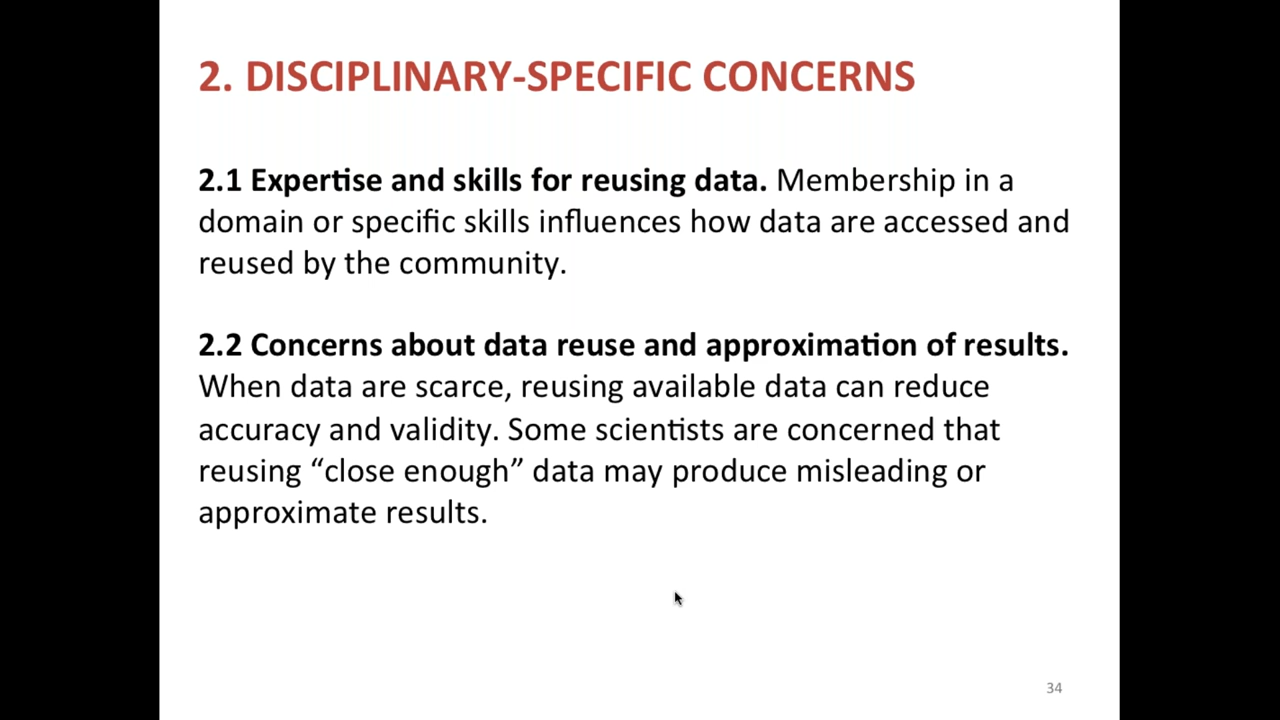 2. DISCIPLINARY-SPECIFIC CONCERNS
2.1 Expertise and skills for reusing data. Membership in a
domain or specific skills influences how data are accessed and
reused by the community.
2.2 Concerns about data reuse and approximation of results.
When data are scarce, reusing available data can reduce
accuracy and validity. Some scientists are concerned that
reusing “close enough” data may produce misleading or
approximate results.
34